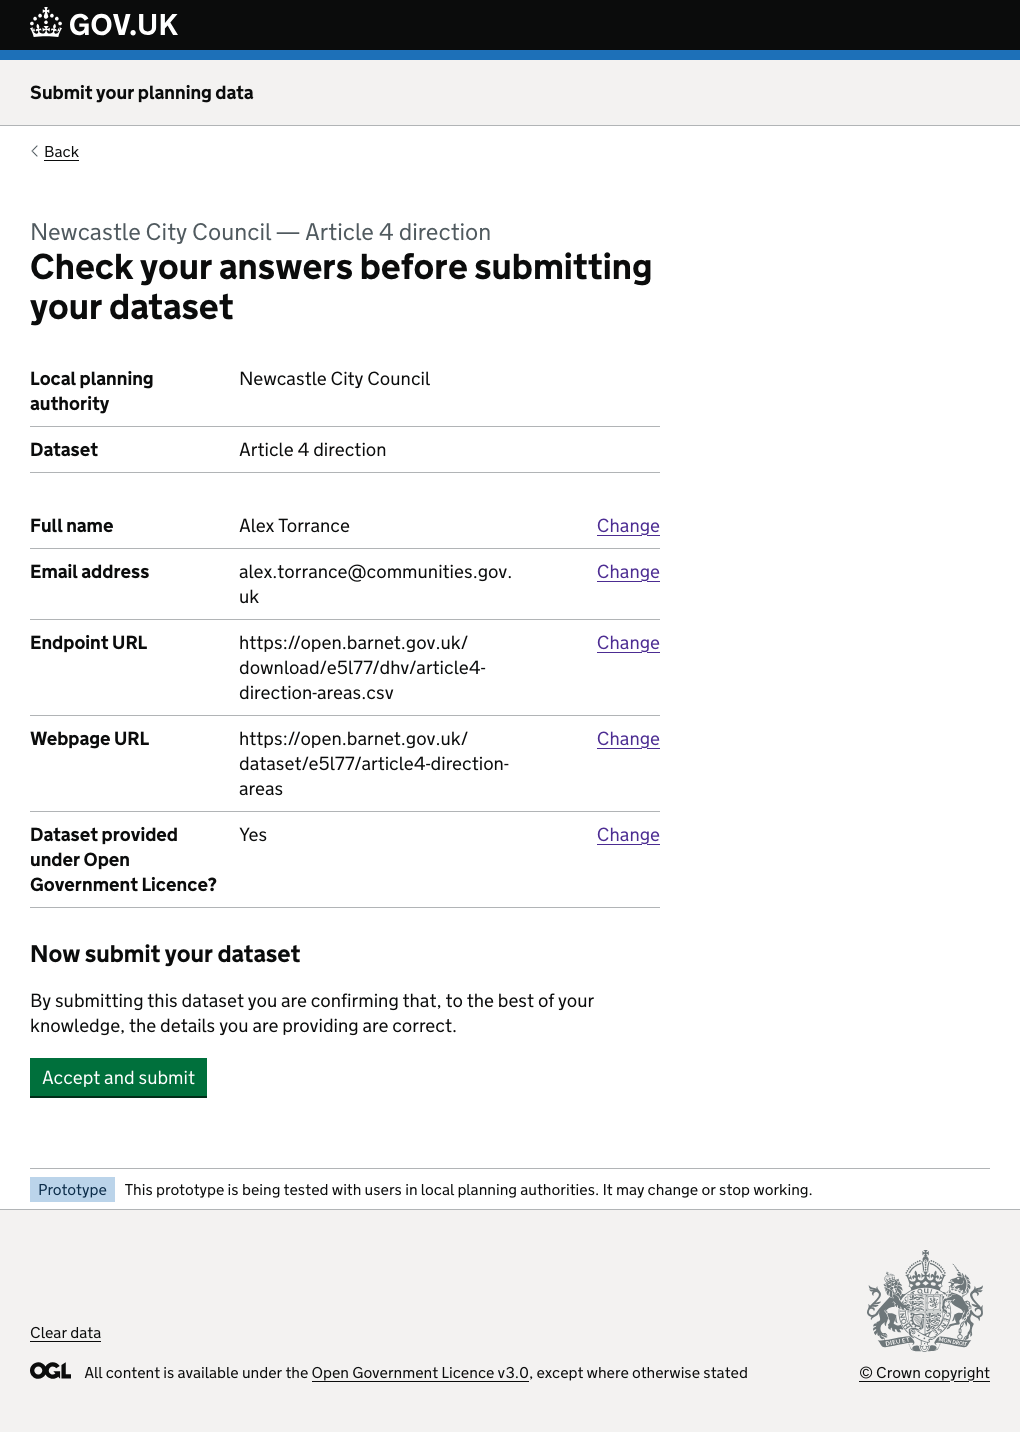 GOV.UK
Submit your planning data
Back
Newcastle City Council — Article 4 direction
Check your answers before submitting
your dataset
Local planning
authority
Newcastle City Council
Dataset
Article 4 direction
Full name
Alex Torrance
Change
Email address
alex.torrance@communities.gov.
uk
Change
Endpoint URL
https://open.barnet.gov.uk/
download/e5l77/dhv/article4-
direction-areas.csv
Change
Webpage URL
https://open.barnet.gov.uk/
dataset/e5l77/article4-direction-
areas
Change
Dataset provided
under Open
Government Licence?
Yes
Change
Now submit your dataset
By submitting this dataset you are confirming that, to the best of your
knowledge, the details you are providing are correct.
Accept and submit
Prototype This prototype is being tested with users in local planning authorities. It may change or stop working.
Clear data
OGL All content is available under the Open Government Licence v3.0, except where otherwise stated
© Crown copyright